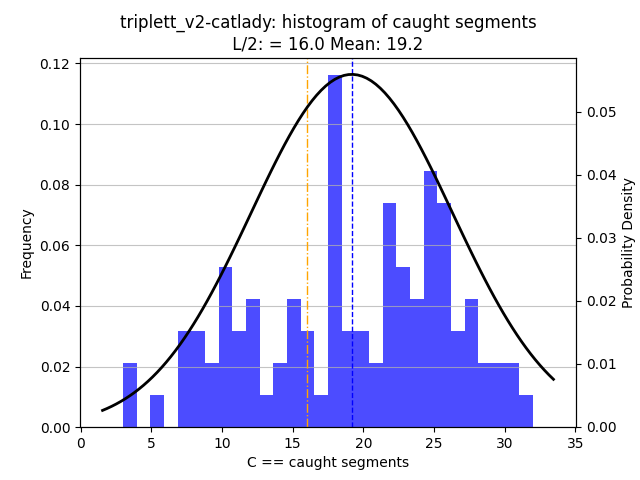 triplett_v2-catlady: histogram of caught segments
L/2: = 16.0 Mean: 19.2
0.12
0.10
0.08
0.06
0.04
0.02
0.00
Frequency
0.05
0.04
0.03
0.02
0.01
0.00
Probability Density
0 5 10 15 20 25 30 35
C == caught segments